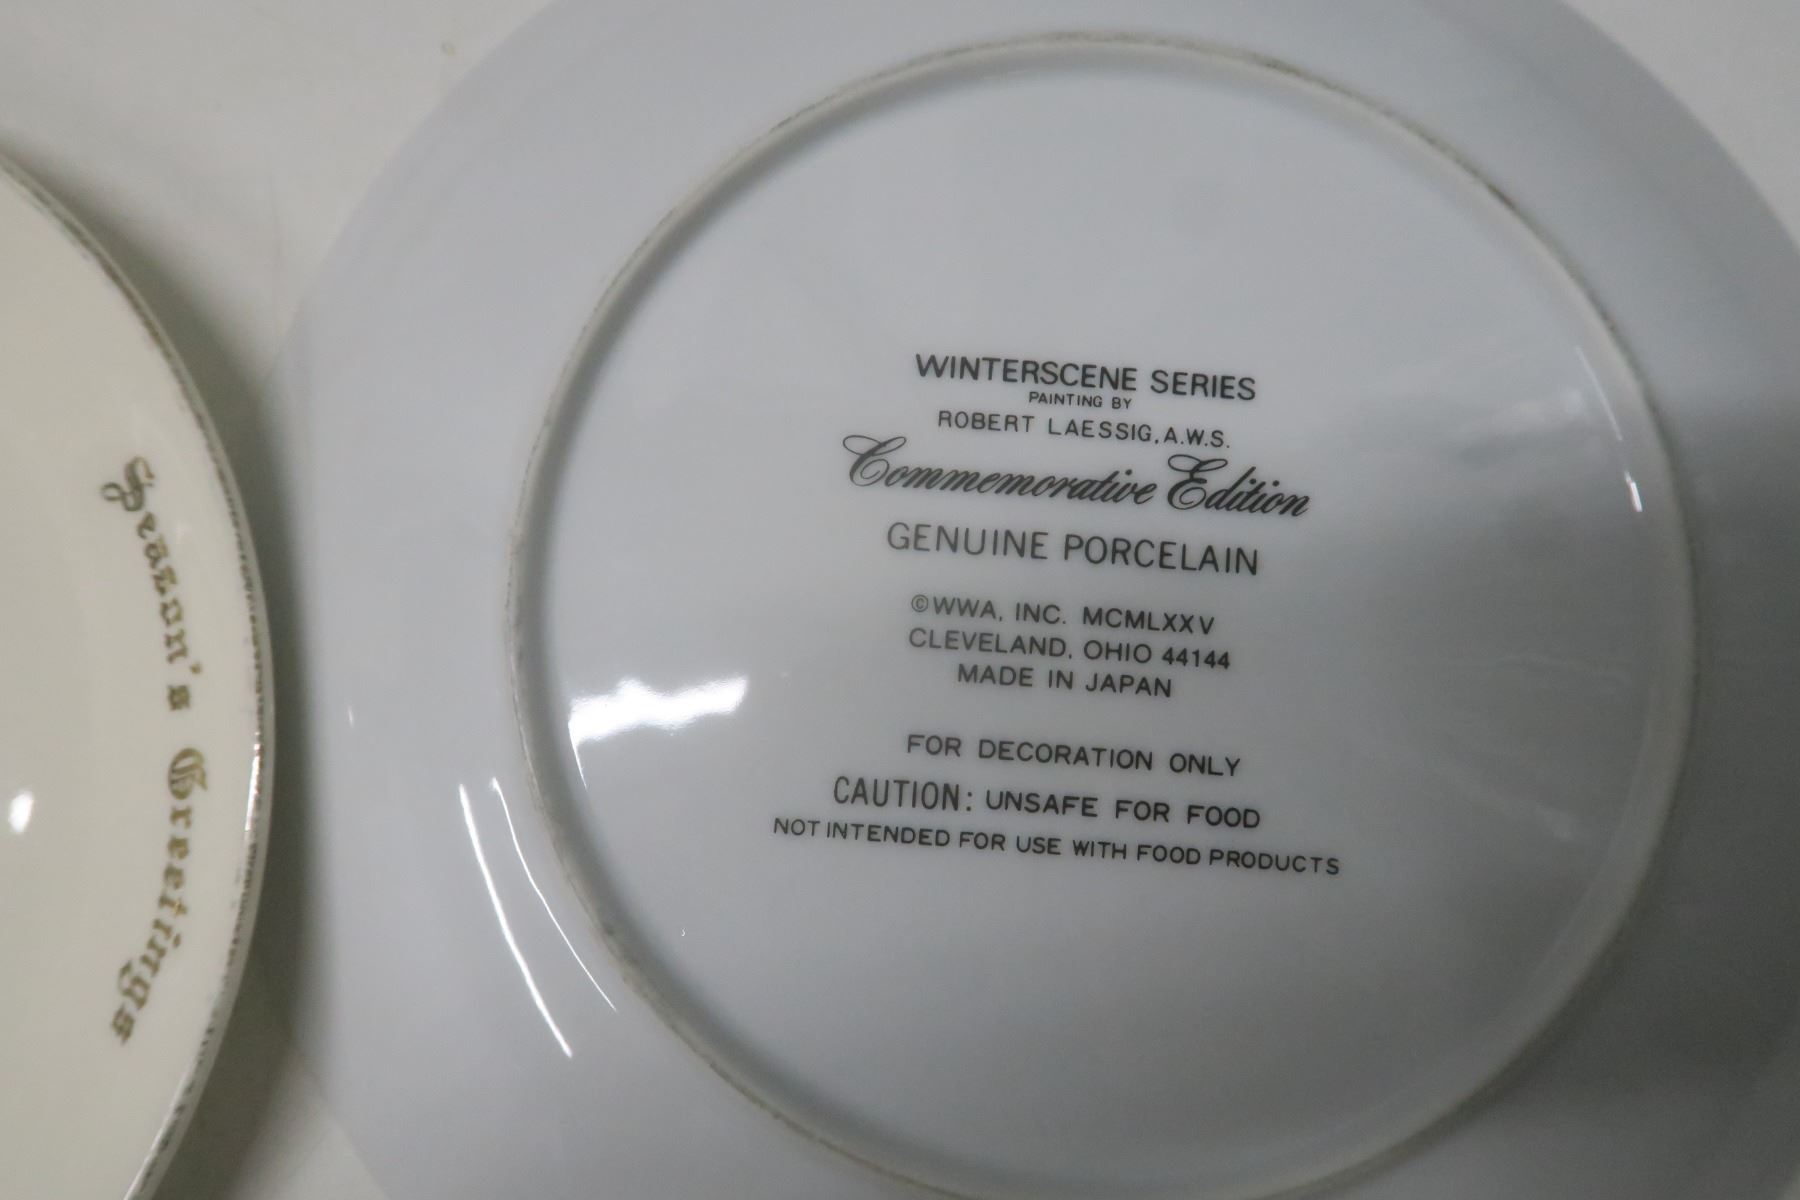 Season's Greetings
WINTERSCENE SERIES
PAINTING BY
ROBERT LAESSIG, A.W.S.
Commemorative Edition
GENUINE PORCELAIN
©WWA, INC. MCMLXXV
CLEVELAND, OHIO 44144
MADE IN JAPAN
FOR DECORATION ONLY
CAUTION: UNSAFE FOR FOOD
NOT INTENDED FOR USE WITH FOOD PRODUCTS